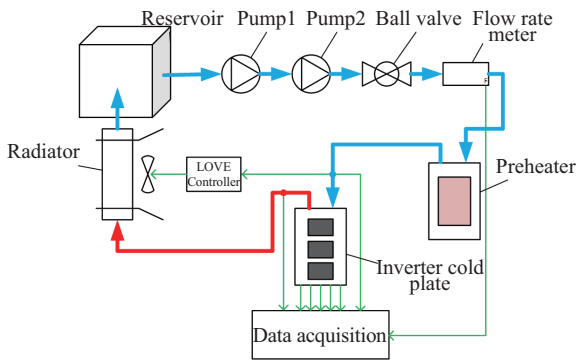 Reservoir Pump1 Pump2 Ball valve Flow rate
meter
F
Radiator
LOVE
Controller
Preheater
Inverter cold
plate
Data acquisition